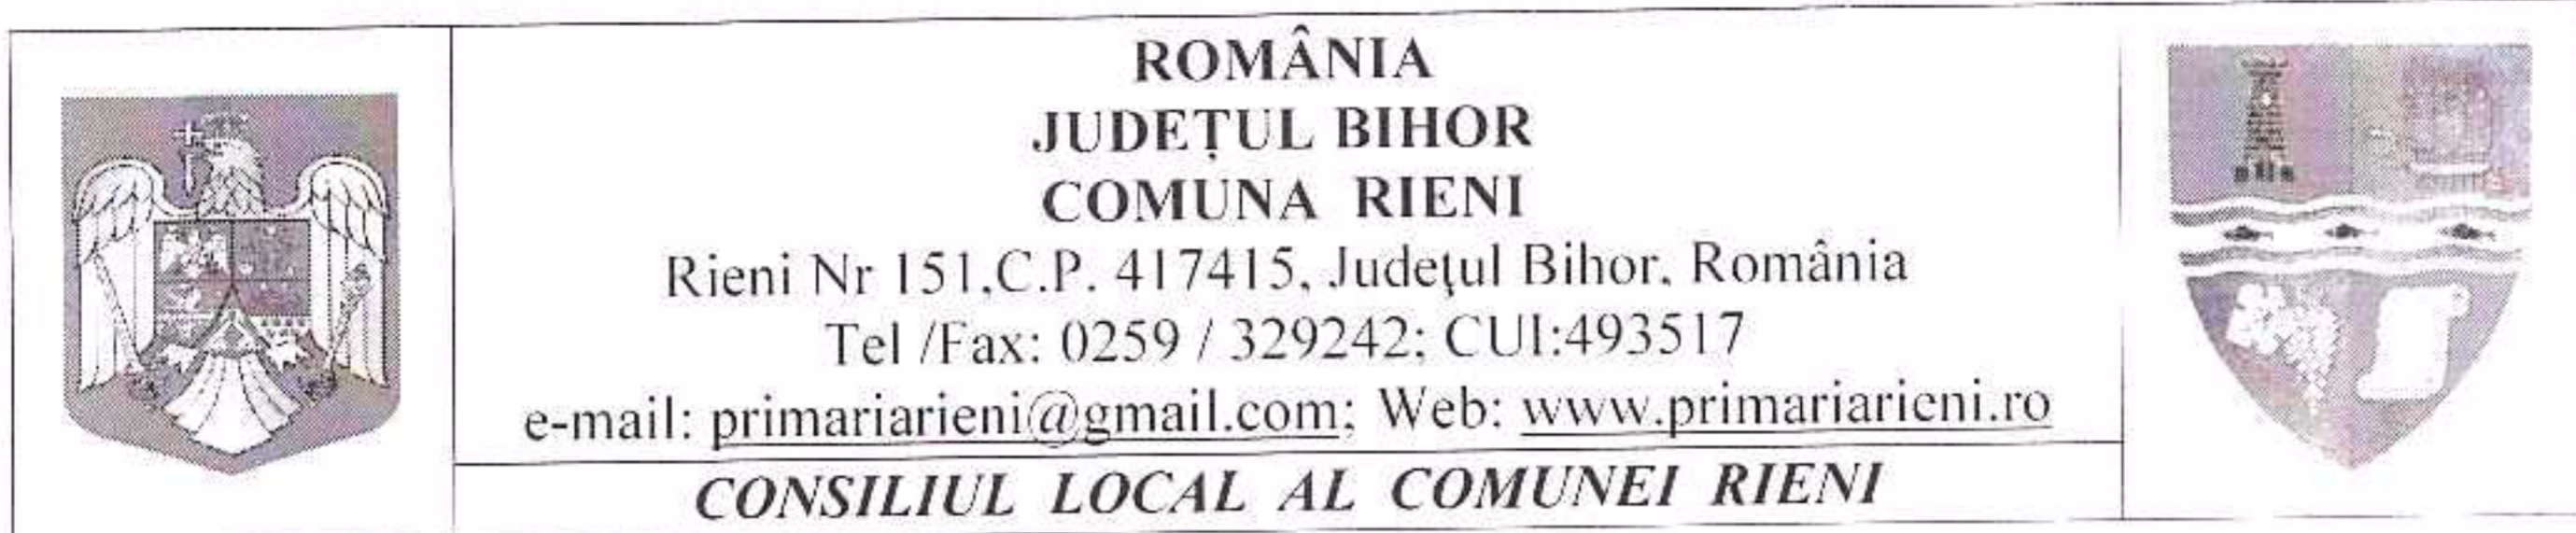 ROMÂNIA
JUDEȚUL BIHOR
COMUNA RIENI
Rieni Nr 151,C.P. 417415, Judeţul Bihor, România
Tel /Fax: 0259 / 329242; CUI:493517
e-mail: primariarieni@gmail.com; Web: www.primariarieni.ro
CONSILIUL LOCAL AL COMUNEI RIENI